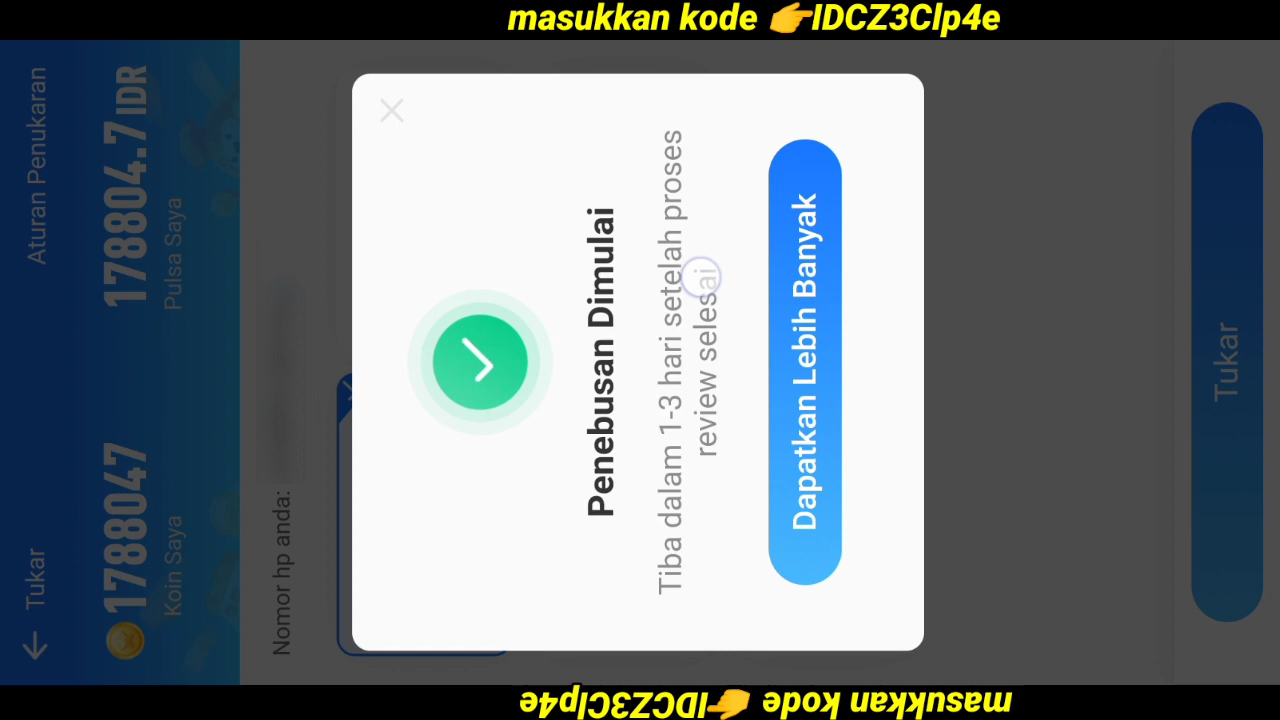 masukkan kode 👉IDCZ3Clp4e
← Tukar Aturan Penukaran
1788047 178804.7 IDR
Koin Saya Pulsa Saya
Nomor hp anda:
Penebusan Dimulai
Tiba dalam 1-3 hari setelah proses
review selesai
Dapatkan Lebih Banyak
Tukar
masukkan kode 👉IDCZ3Clp4e